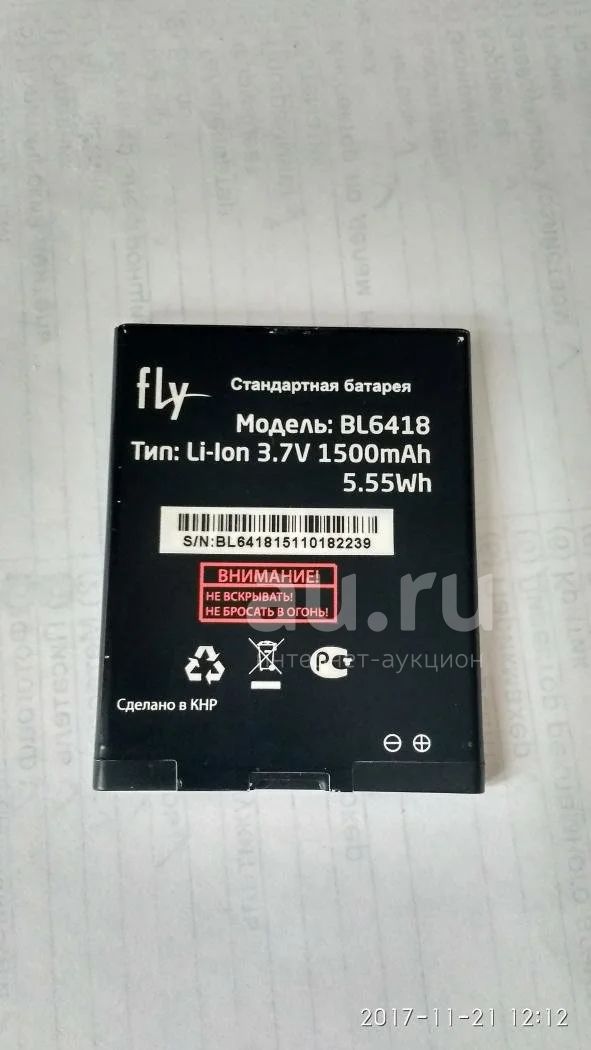 fly Стандартная батарея
Модель: BL6418
Тип: Li-Ion 3.7V 1500mAh
5.55Wh
S/N:BL641815110182239
ВНИМАНИЕ!
НЕ ВСКРЫВАТЬ!
НЕ БРОСАТЬ В ОГОНЬ!
au.ru
интернет-аукцион
Сделано в КНР
2017-11-21 12:12